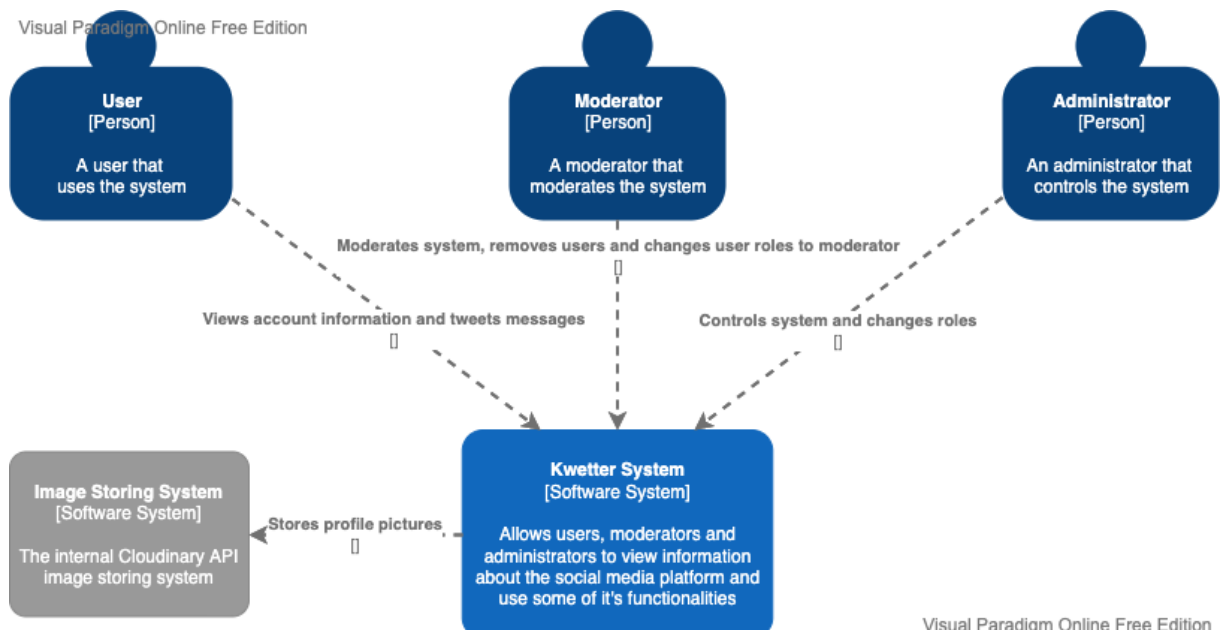 Visual Paradigm Online Free Edition
User
[Person]
A user that
uses the system
Moderator
[Person]
A moderator that
moderates the system
Administrator
[Person]
An administrator that
controls the system
Moderates system, removes users and changes user roles to moderator
[]
Views account information and tweets messages
[]
Controls system and changes roles
[]
Image Storing System
[Software System]
The internal Cloudinary API
image storing system
Stores profile pictures
[]
Kwetter System
[Software System]
Allows users, moderators and
administrators to view information
about the social media platform and
use some of it's functionalities
Visual Paradigm Online Free Edition